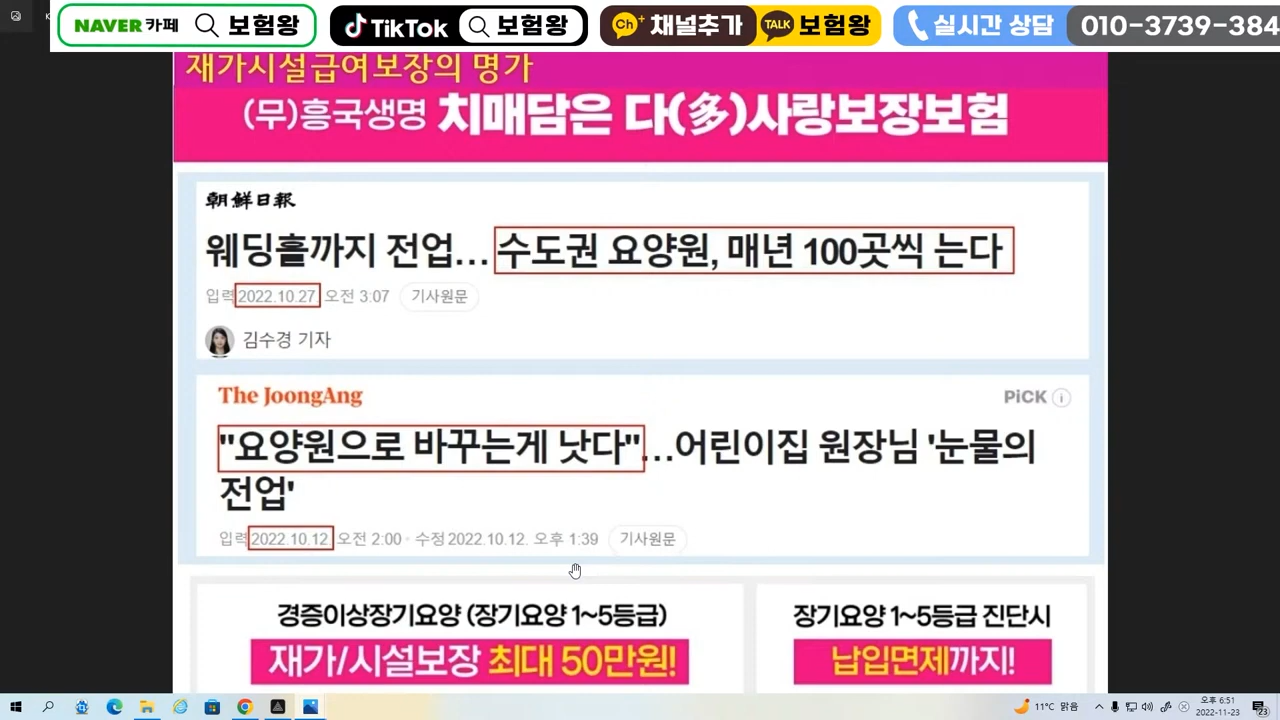 NAVER 카페 보험왕 TikTok 보험왕 Ch+ 채널추가 TALK 보험왕 실시간 상담 010-3739-384
재가시설급여보장의 명가
(무)흥국생명 치매담은 다(多)사랑보장보험
朝鮮日報
웨딩홀까지 전업... 수도권 요양원, 매년 100곳씩 는다
입력 2022.10.27 오전 3:07 기사원문
김수경 기자
The JoongAng PiCK i
"요양원으로 바꾸는게 낫다"...어린이집 원장님 '눈물의
전업'
입력 2022.10.12. 오전 2:00 · 수정 2022.10.12. 오후 1:39 기사원문
경증이상장기요양 (장기요양 1~5등급)
재가/시설보장 최대 50만원!
장기요양 1~5등급 진단시
납입면제까지!
11°C 맑음 오후 6:51
2022-11-23 23